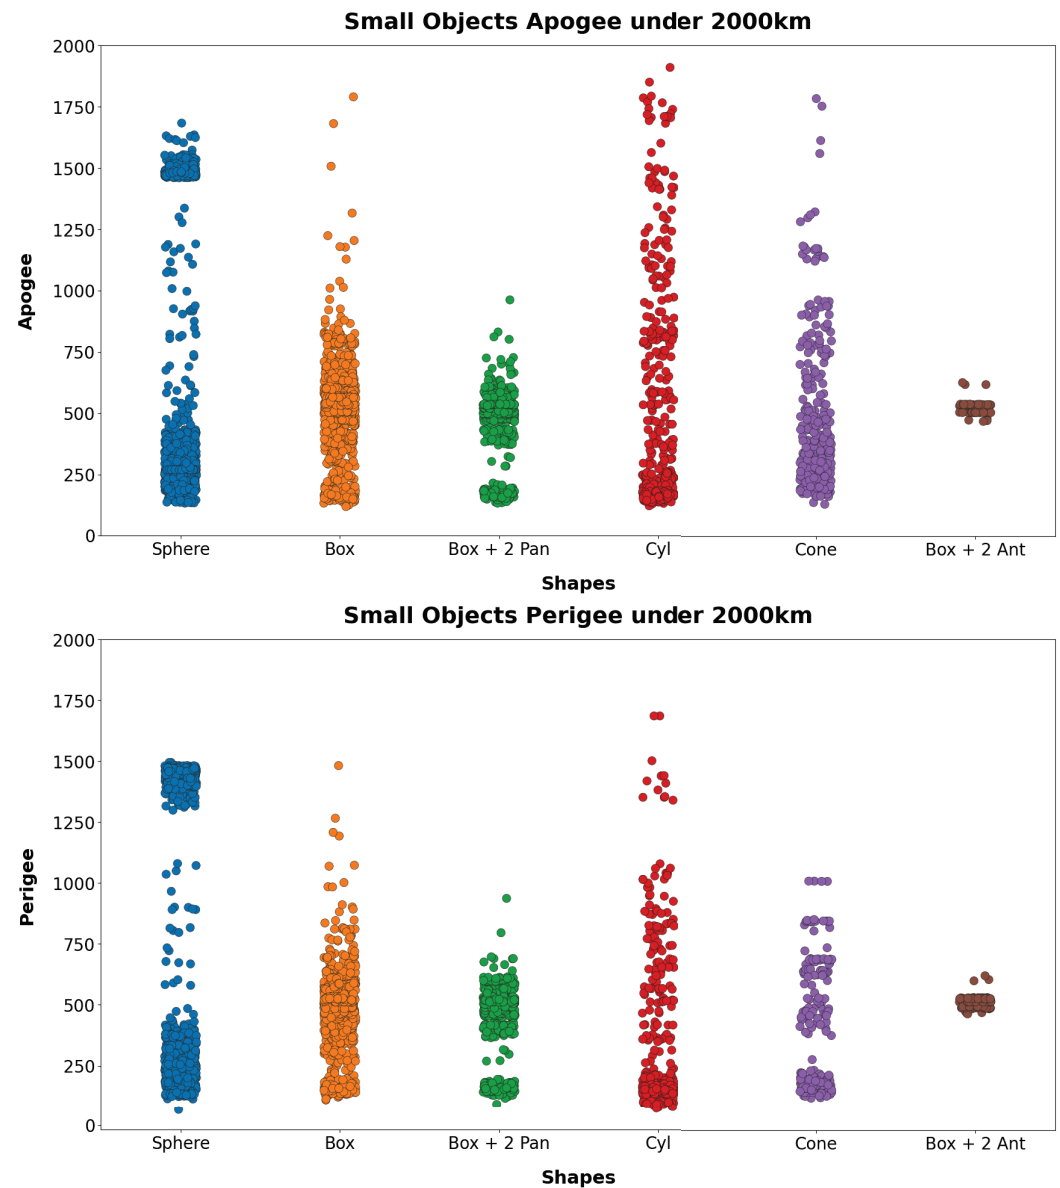 Small Objects Apogee under 2000km
2000
1750
1500
1250
1000
750
500
250
0
Apogee
Sphere Box Box + 2 Pan Cyl Cone Box + 2 Ant
Shapes
Small Objects Perigee under 2000km
2000
1750
1500
1250
1000
750
500
250
0
Perigee
Sphere Box Box + 2 Pan Cyl Cone Box + 2 Ant
Shapes